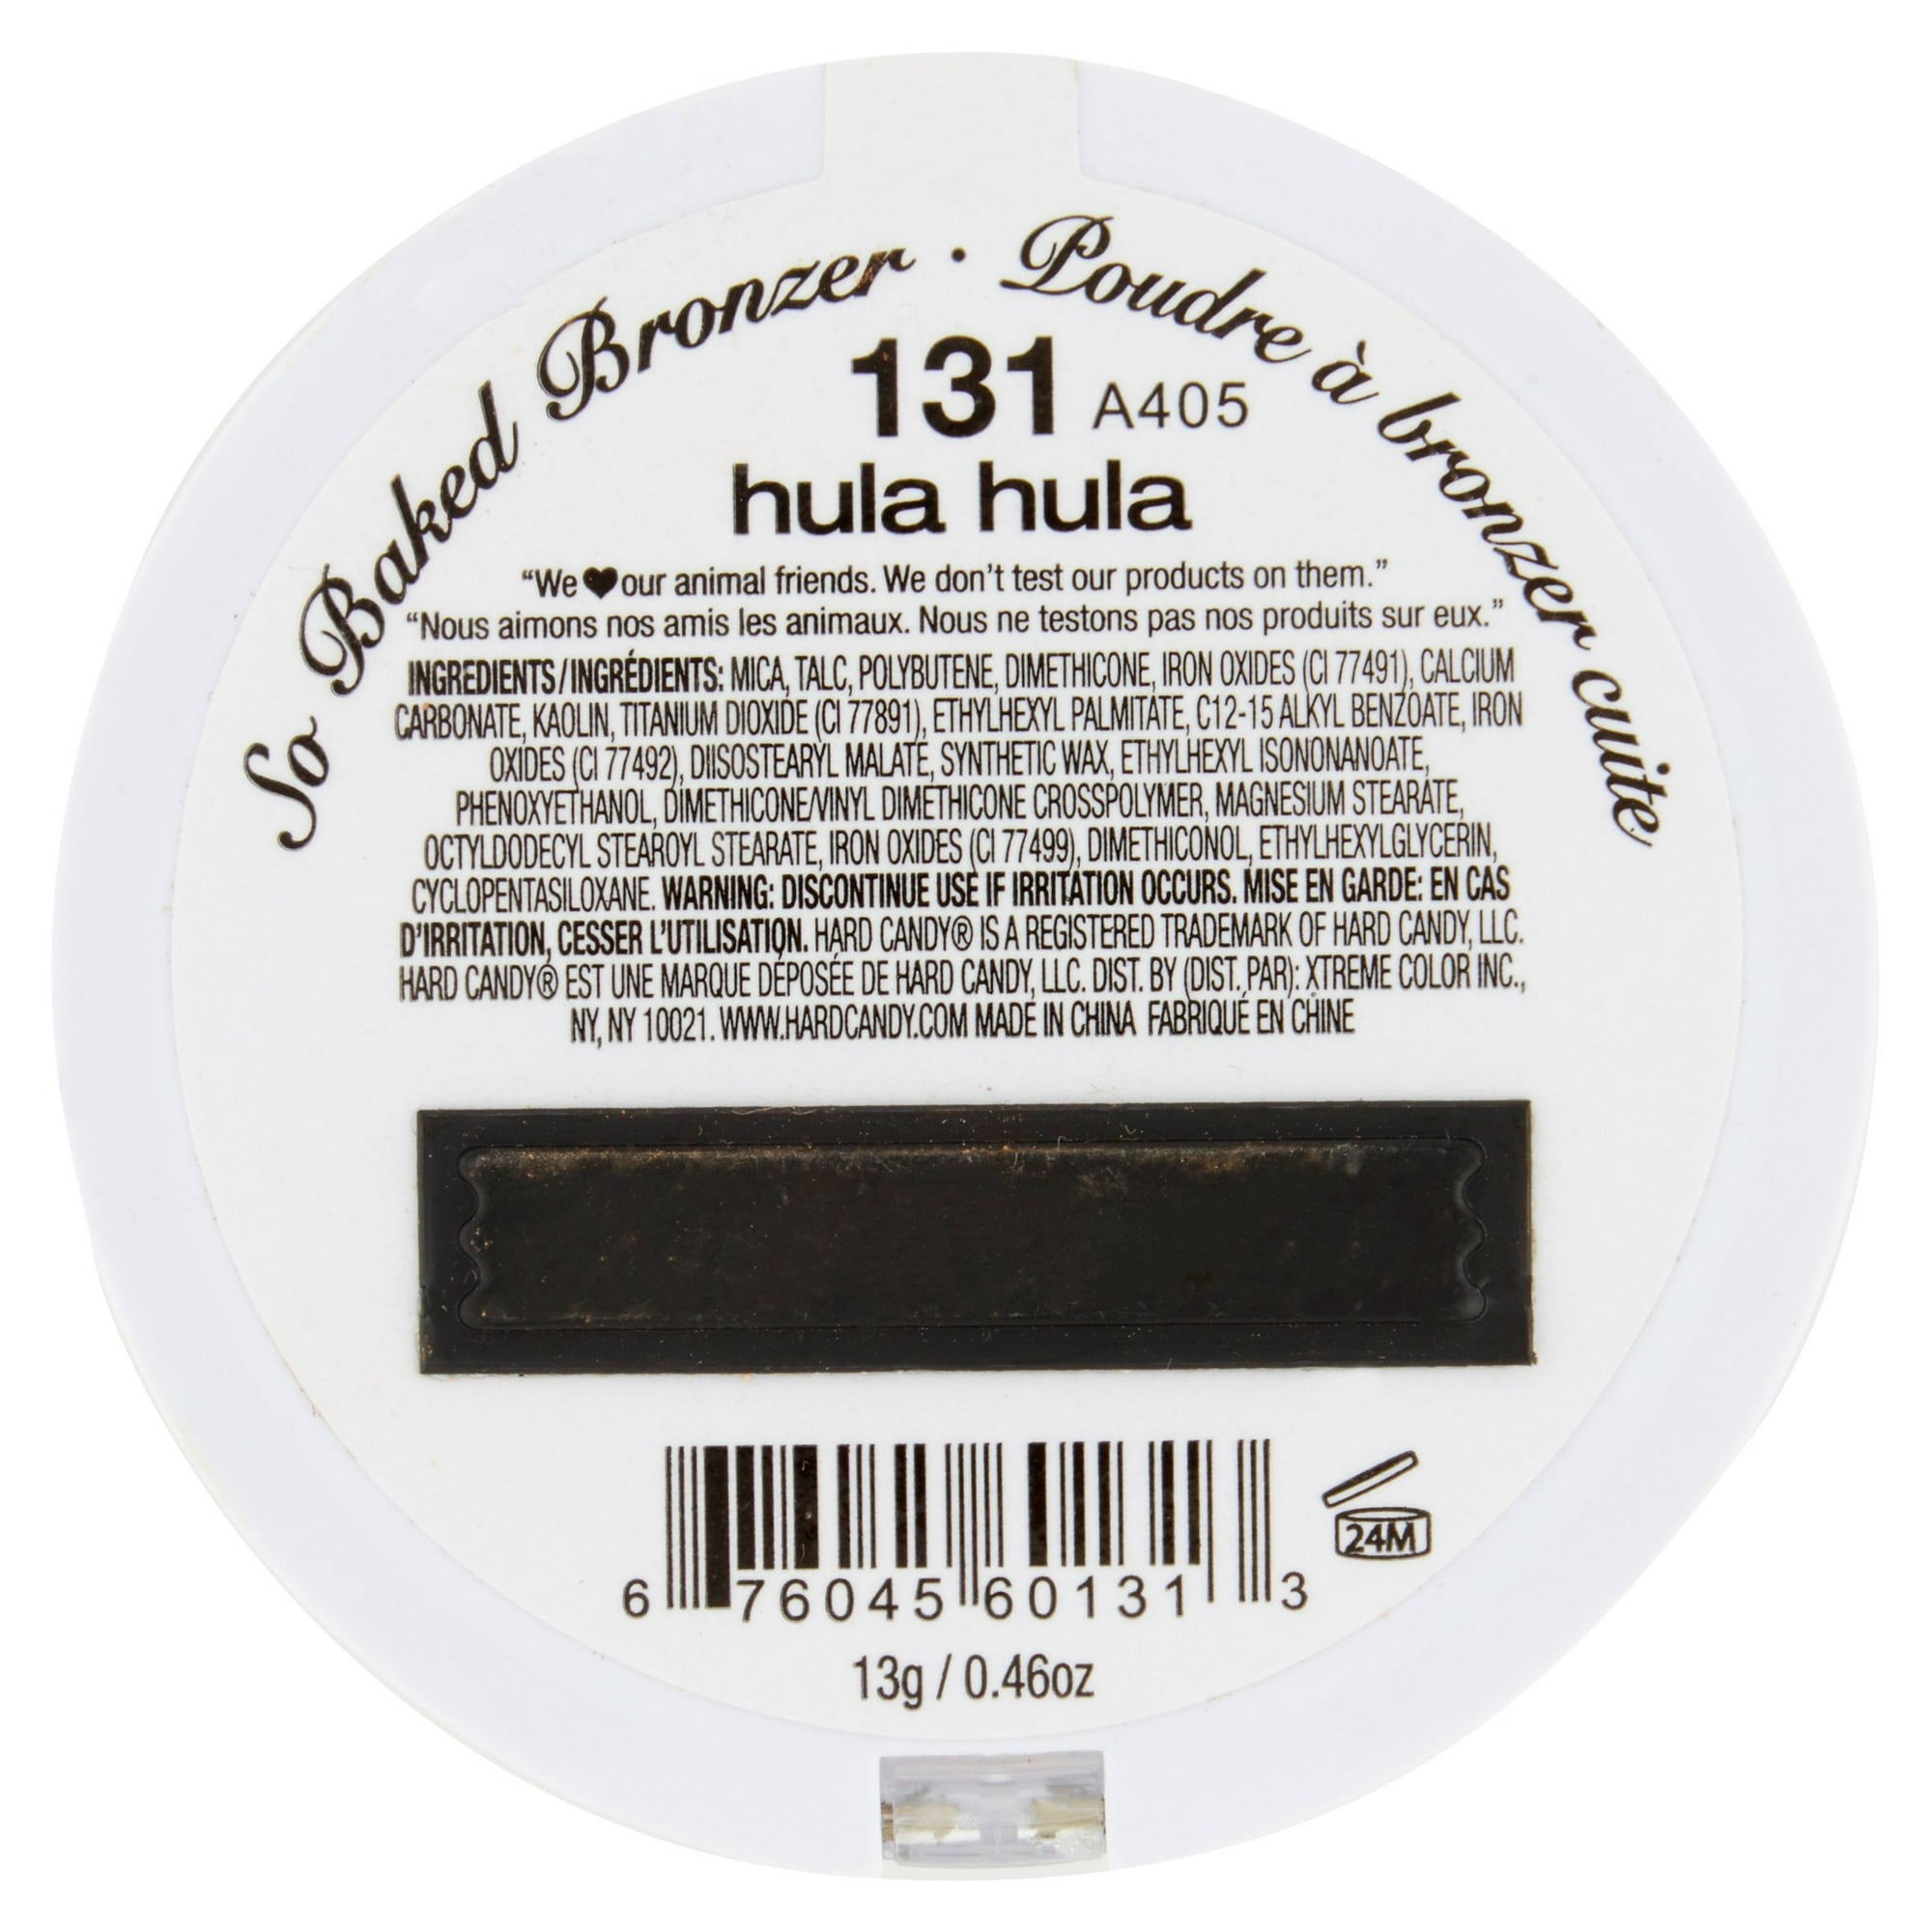 So Baked Bronzer · Poudre à bronzer cuite
131 A405
hula hula
“We ♥ our animal friends. We don't test our products on them.”
“Nous aimons nos amis les animaux. Nous ne testons pas nos produits sur eux.”
INGREDIENTS/INGRÉDIENTS: MICA, TALC, POLYBUTENE, DIMETHICONE, IRON OXIDES (CI 77491), CALCIUM
CARBONATE, KAOLIN, TITANIUM DIOXIDE (CI 77891), ETHYLHEXYL PALMITATE, C12-15 ALKYL BENZOATE, IRON
OXIDES (CI 77492), DIISOSTEARYL MALATE, SYNTHETIC WAX, ETHYLHEXYL ISONONANOATE,
PHENOXYETHANOL, DIMETHICONE/VINYL DIMETHICONE CROSSPOLYMER, MAGNESIUM STEARATE,
OCTYLDODECYL STEAROYL STEARATE, IRON OXIDES (CI 77499), DIMETHICONOL, ETHYLHEXYLGLYCERIN,
CYCLOPENTASILOXANE. WARNING: DISCONTINUE USE IF IRRITATION OCCURS. MISE EN GARDE: EN CAS
D'IRRITATION, CESSER L'UTILISATION. HARD CANDY® IS A REGISTERED TRADEMARK OF HARD CANDY, LLC.
HARD CANDY® EST UNE MARQUE DÉPOSÉE DE HARD CANDY, LLC. DIST. BY (DIST. PAR): XTREME COLOR INC.,
NY, NY 10021. WWW.HARDCANDY.COM MADE IN CHINA FABRIQUÉ EN CHINE
24M
6 76045 60131 3
13g / 0.46oz